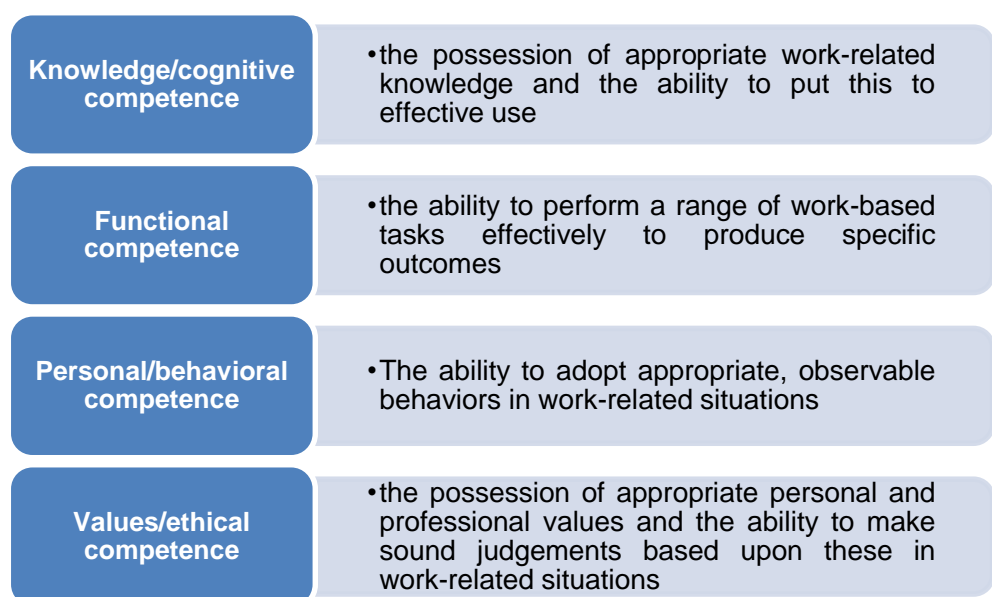 Knowledge/cognitive
competence
•the possession of appropriate work-related
knowledge and the ability to put this to
effective use
Functional
competence
•the ability to perform a range of work-based
tasks effectively to produce specific
outcomes
Personal/behavioral
competence
•The ability to adopt appropriate, observable
behaviors in work-related situations
Values/ethical
competence
•the possession of appropriate personal and
professional values and the ability to make
sound judgements based upon these in
work-related situations